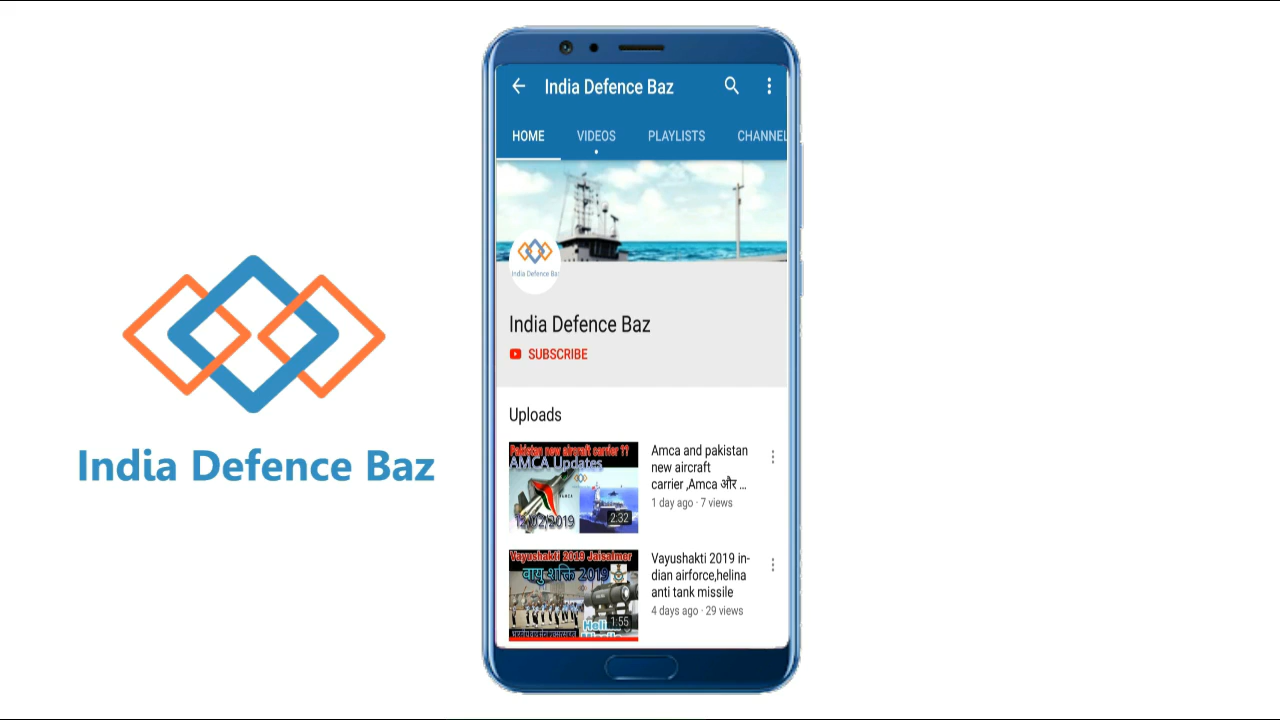 India Defence Baz
India Defence Baz
HOME VIDEOS PLAYLISTS CHANNEL
India Defence Baz
India Defence Baz
SUBSCRIBE
Uploads
Pakistan new aircraft carrier ??
AMCA Updates
AMCA
12/02/2019
2:32
Amca and pakistan
new aircraft
carrier ,Amca और ...
1 day ago · 7 views
Vayushakti 2019 Jaisalmer
वायु शक्ति 2019
1:55
Vayushakti 2019 in-
dian airforce,helina
anti tank missile
4 days ago · 29 views